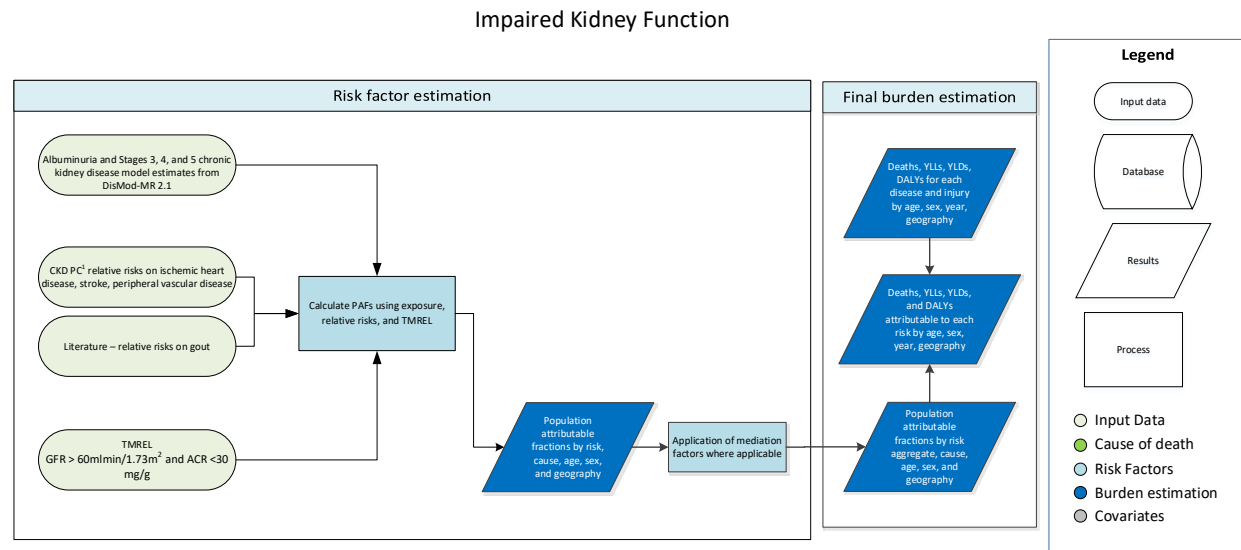 Impaired Kidney Function
Risk factor estimation
Albuminuria and Stages 3, 4, and 5 chronic
kidney disease model estimates from
DisMod-MR 2.1
CKD PC¹ relative risks on ischemic heart
disease, stroke, peripheral vascular disease
Literature – relative risks on gout
TMREL
GFR > 60mlmin/1.73m² and ACR <30
mg/g
Calculate PAFs using exposure,
relative risks, and TMREL
Population
attributable
fractions by risk,
cause, age, sex,
and geography
Application of mediation
factors where applicable
Final burden estimation
Deaths, YLLs, YLDs,
DALYs for each
disease and injury
by age, sex, year,
geography
Deaths, YLLs, YLDs,
and DALYs
attributable to each
risk by age, sex,
year, geography
Population
attributable
fractions by risk
aggregate, cause,
age, sex, and
geography
Legend
Input data
Database
Results
Process
Input Data
Cause of death
Risk Factors
Burden estimation
Covariates